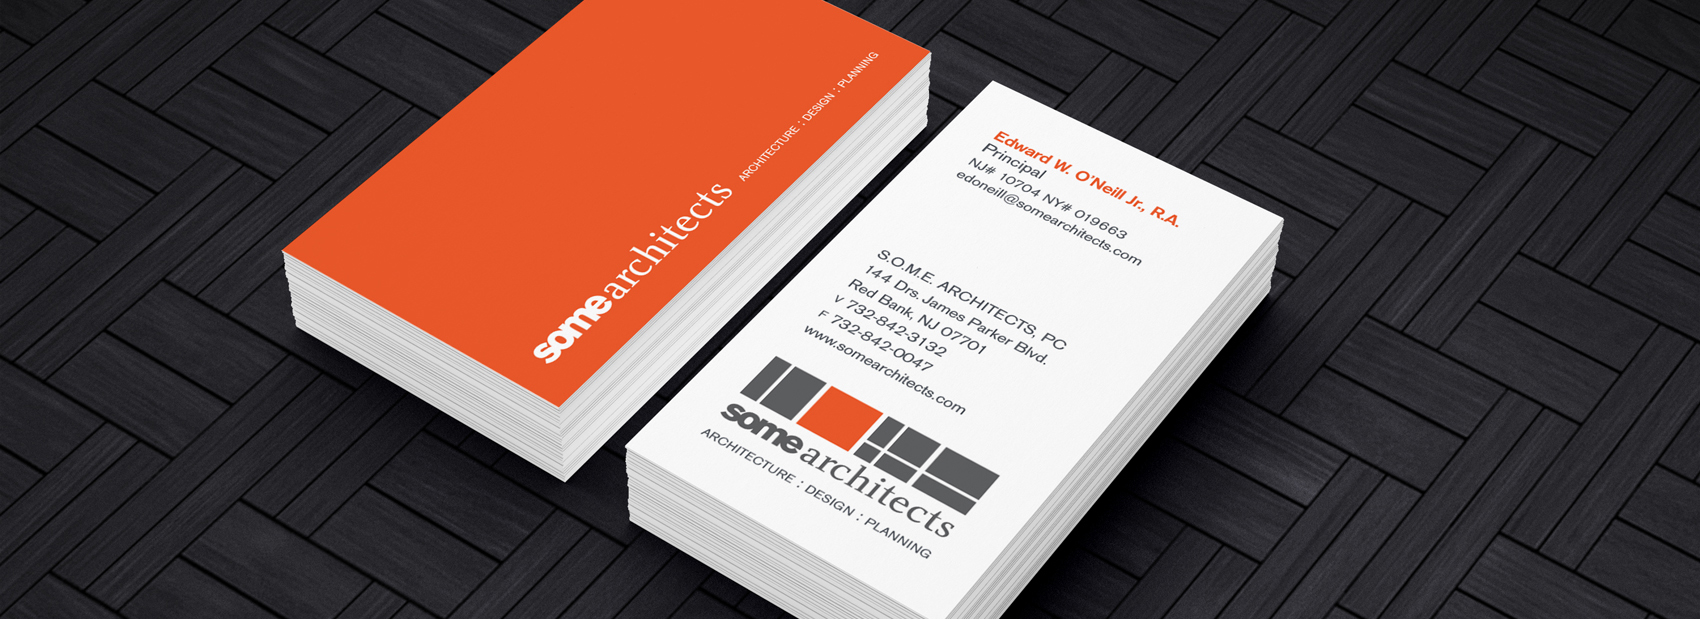 somearchitects ARCHITECTURE : DESIGN : PLANNING
Edward W. O'Neill Jr., R.A.
Principal
NJ# 10704 NY# 019663
edoneill@somearchitects.com
S.O.M.E. ARCHITECTS, PC
144 Drs. James Parker Blvd.
Red Bank, NJ 07701
V 732-842-3132
F 732-842-0047
www.somearchitects.com
somearchitects
ARCHITECTURE : DESIGN : PLANNING